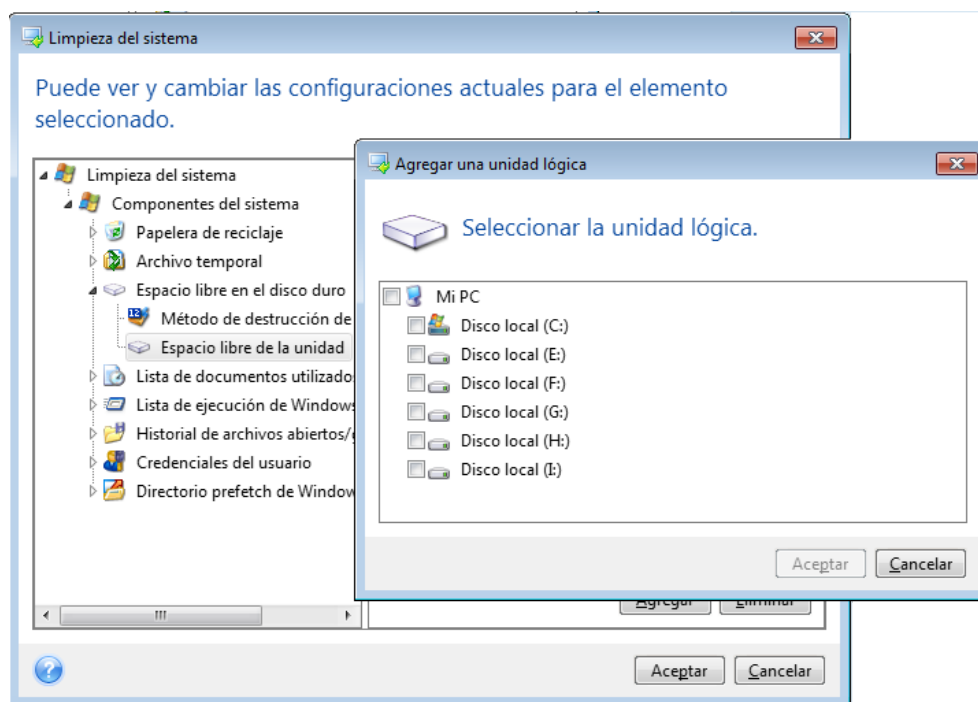 Limpieza del sistema
Puede ver y cambiar las configuraciones actuales para el elemento
seleccionado.
Limpieza del sistema
Componentes del sistema
Papelera de reciclaje
Archivo temporal
Espacio libre en el disco duro
Método de destrucción de
Espacio libre de la unidad
Lista de documentos utilizado
Lista de ejecución de Windows
Historial de archivos abiertos/
Credenciales del usuario
Directorio prefetch de Window
Agregar una unidad lógica
Seleccionar la unidad lógica.
Mi PC
Disco local (C:)
Disco local (E:)
Disco local (F:)
Disco local (G:)
Disco local (H:)
Disco local (I:)
Aceptar Cancelar
Agregar Eliminar
Aceptar Cancelar